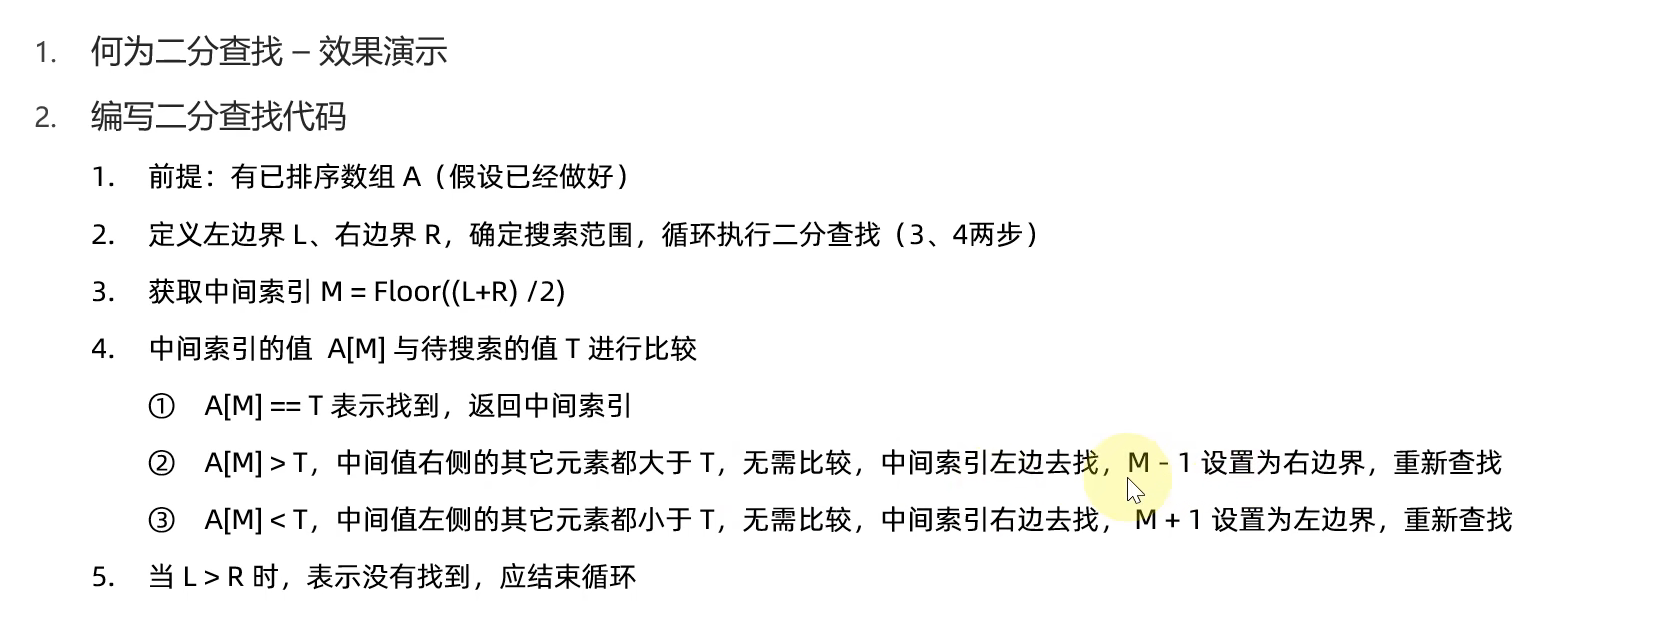 1. 何为二分查找 – 效果演示
2. 编写二分查找代码
1. 前提：有已排序数组 A（假设已经做好）
2. 定义左边界 L、右边界 R，确定搜索范围，循环执行二分查找（3、4两步）
3. 获取中间索引 M = Floor((L+R) /2)
4. 中间索引的值 A[M] 与待搜索的值 T 进行比较
① A[M] == T 表示找到，返回中间索引
② A[M] > T，中间值右侧的其它元素都大于 T，无需比较，中间索引左边去找，M - 1 设置为右边界，重新查找
③ A[M] < T，中间值左侧的其它元素都小于 T，无需比较，中间索引右边去找， M + 1 设置为左边界，重新查找
5. 当 L > R 时，表示没有找到，应结束循环